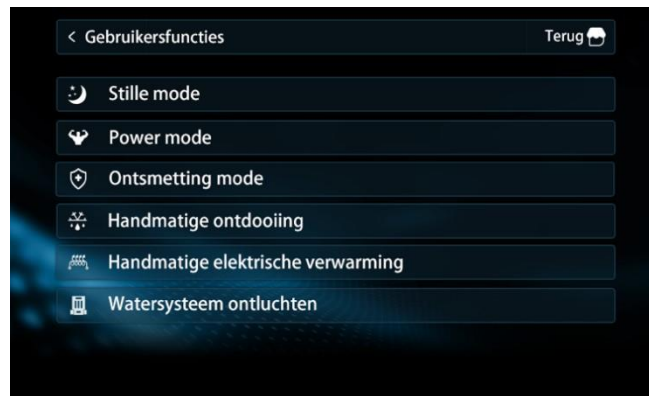 < Gebruikersfuncties
Terug
Stille mode
Power mode
Ontsmetting mode
Handmatige ontdooiing
Handmatige elektrische verwarming
Watersysteem ontluchten